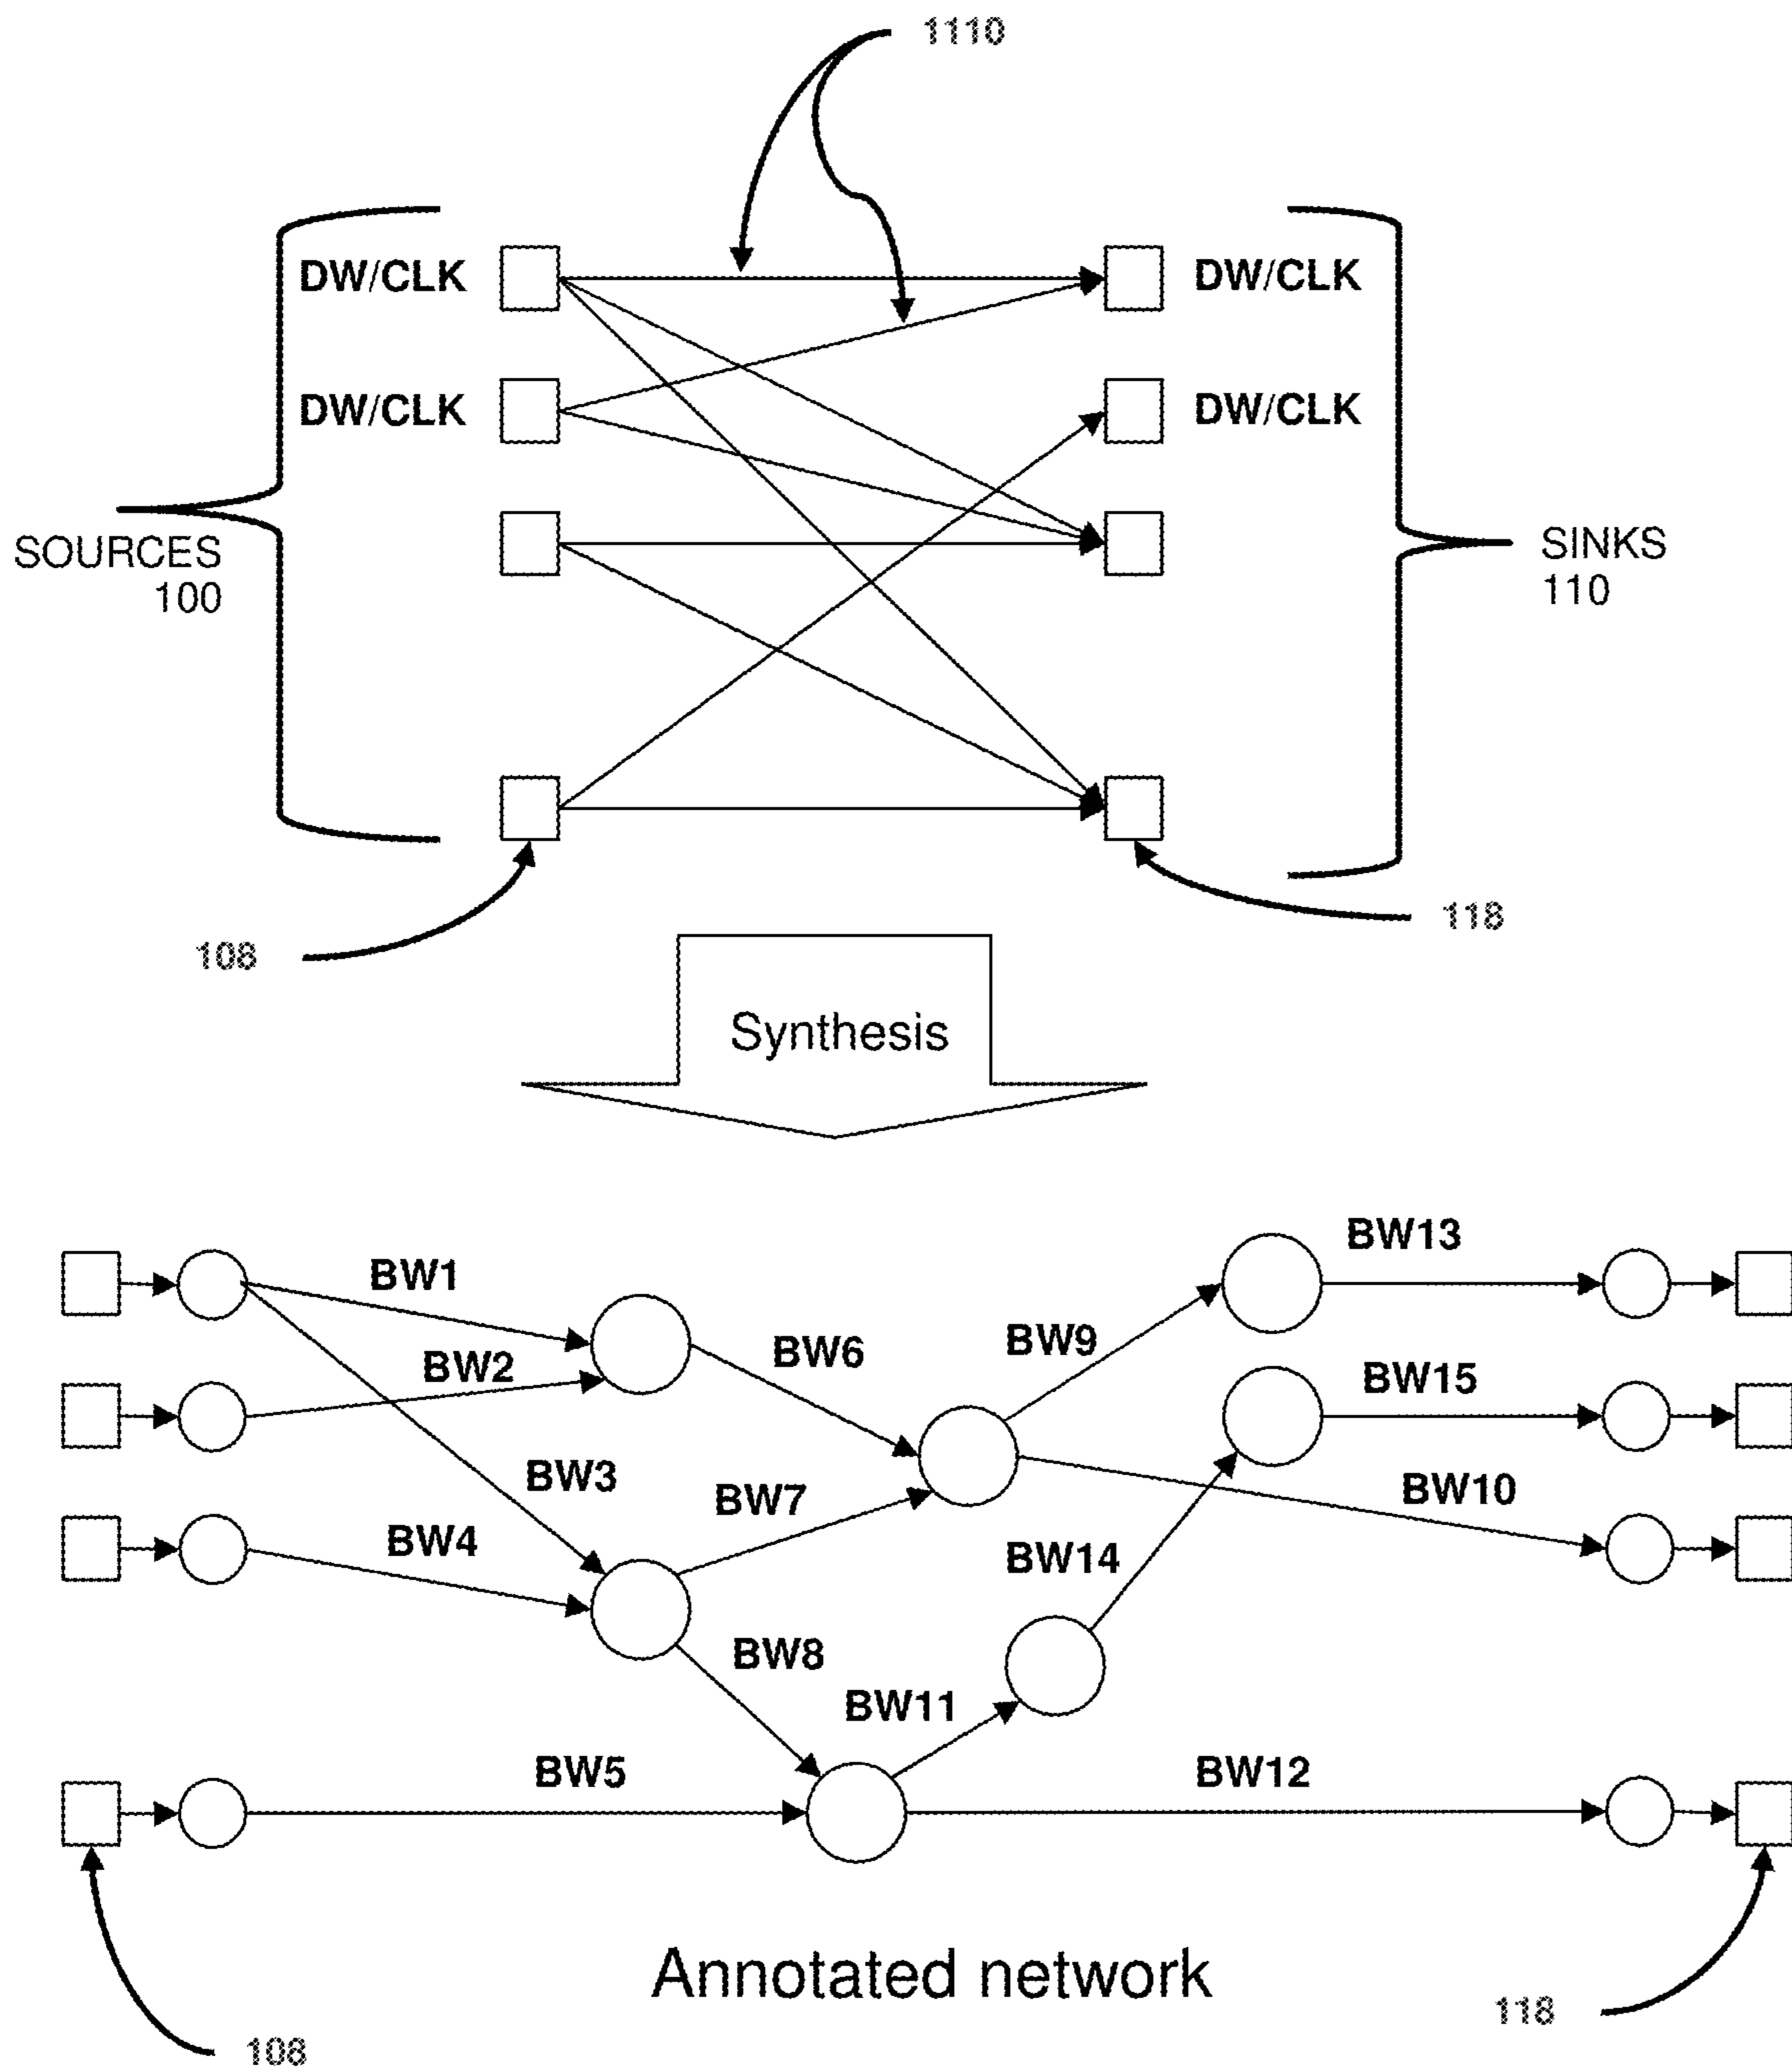 1110
DW/CLK
DW/CLK
DW/CLK
DW/CLK
SOURCES
100
SINKS
110
108
118
Synthesis
BW1
BW13
BW2
BW6
BW9
BW15
BW3
BW7
BW10
BW4
BW14
BW8
BW11
BW5
BW12
Annotated network
108
118